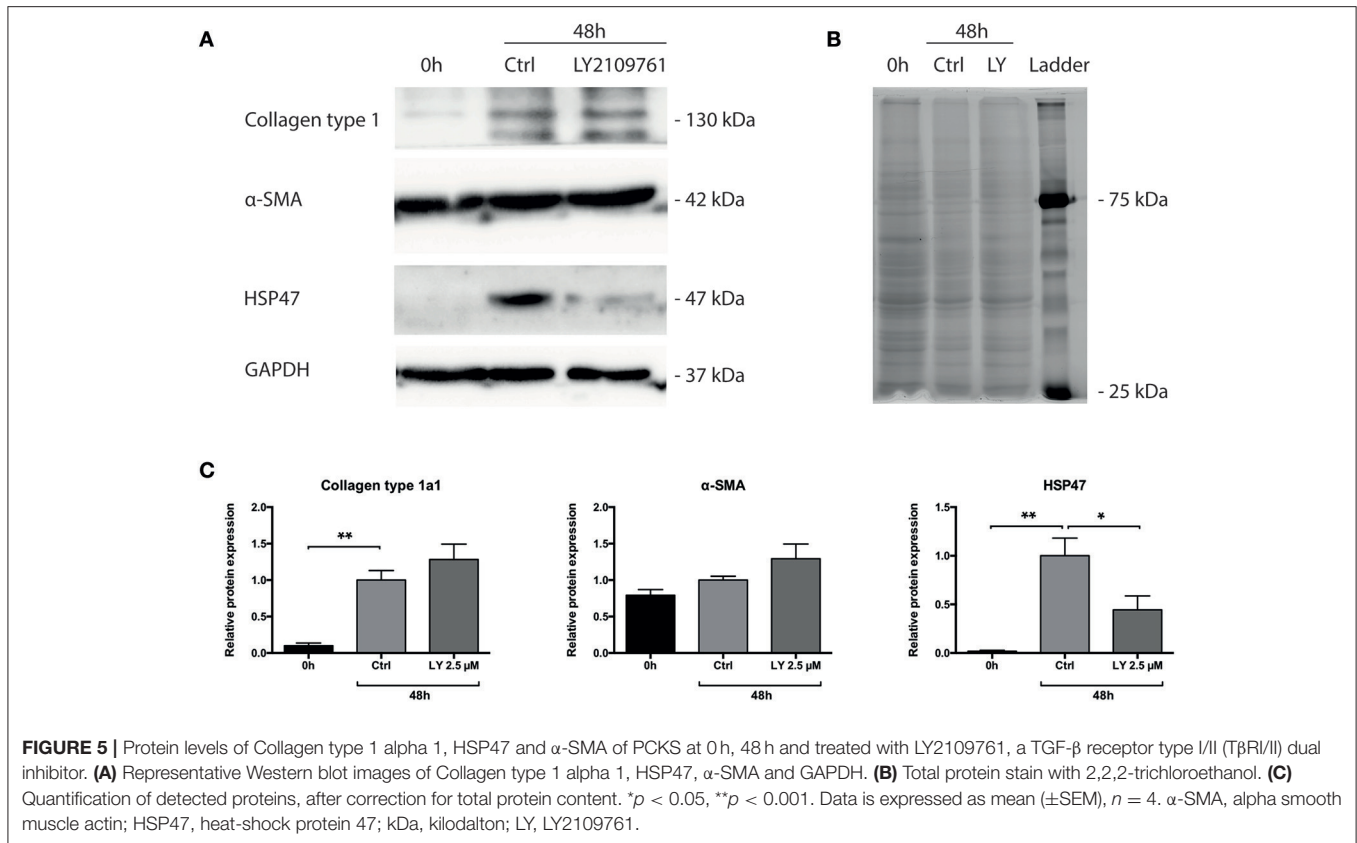 A
48h
0h Ctrl LY2109761
Collagen type 1 - 130 kDa
α-SMA - 42 kDa
HSP47 - 47 kDa
GAPDH - 37 kDa
B
48h
0h Ctrl LY Ladder
- 75 kDa
- 25 kDa
C
Collagen type 1a1
Relative protein expression
2.0
1.5
1.0
0.5
0.0
**
0h Ctrl LY 2.5 µM
48h
α-SMA
Relative protein expression
2.0
1.5
1.0
0.5
0.0
0h Ctrl LY 2.5 µM
48h
HSP47
Relative protein expression
1.5
1.0
0.5
0.0
** *
0h Ctrl LY 2.5 µM
48h
FIGURE 5 | Protein levels of Collagen type 1 alpha 1, HSP47 and α-SMA of PCKS at 0 h, 48 h and treated with LY2109761, a TGF-β receptor type I/II (TβRI/II) dual
inhibitor. (A) Representative Western blot images of Collagen type 1 alpha 1, HSP47, α-SMA and GAPDH. (B) Total protein stain with 2,2,2-trichloroethanol. (C)
Quantification of detected proteins, after correction for total protein content. *p < 0.05, **p < 0.001. Data is expressed as mean (±SEM), n = 4. α-SMA, alpha smooth
muscle actin; HSP47, heat-shock protein 47; kDa, kilodalton; LY, LY2109761.